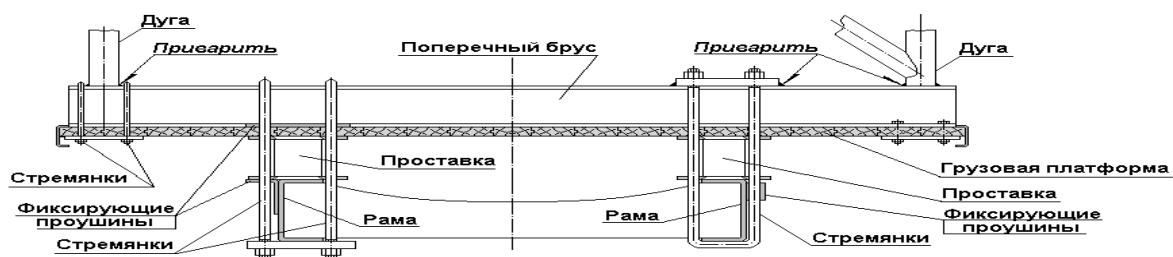 Дуга
Приварить
Поперечный брус
Приварить
Дуга
Проставка
Грузовая платформа
Стремянки
Проставка
Фиксирующие
проушины
Рама
Рама
Фиксирующие
проушины
Стремянки
Стремянки